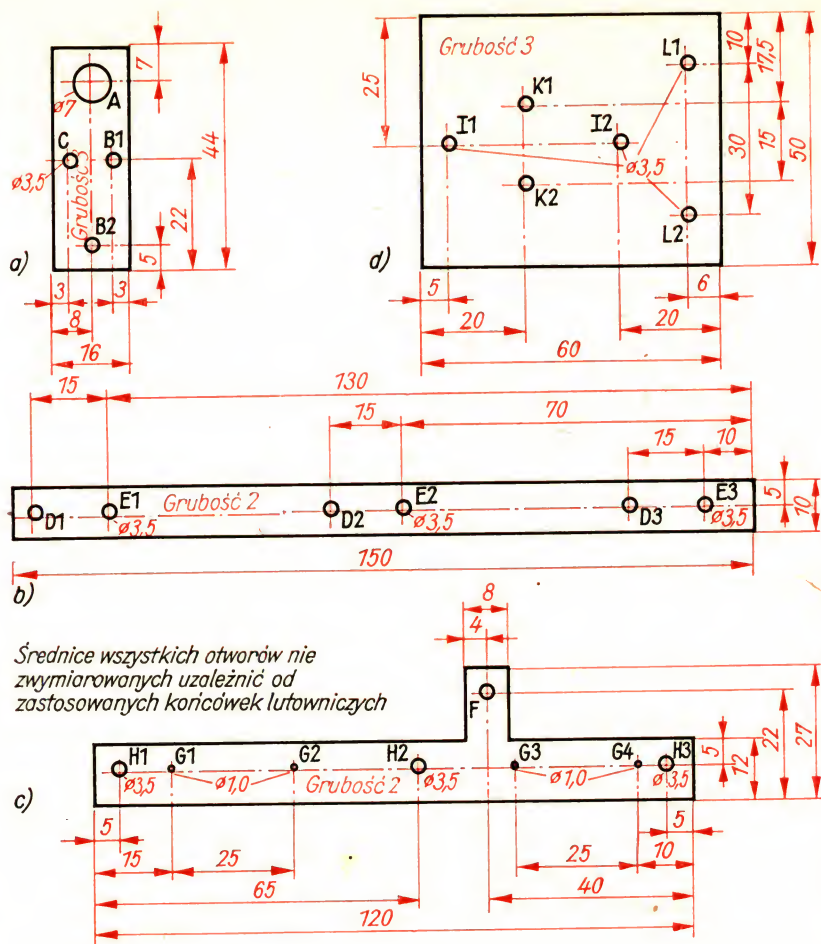 a)
Grubość 3
A
C
B1
B2
ø7
ø3,5
7
44
22
5
3
3
8
16
d)
Grubość 3
K1
K2
I1
I2
L1
L2
ø3,5
25
10
17,5
15
30
50
5
6
20
20
60
b)
15
130
15
70
15
10
D1
E1
Grubość 2
D2
E2
D3
E3
ø3,5
ø3,5
ø3,5
5
10
150
Średnice wszystkich otworów nie
zwymiarowanych uzależnić od
zastosowanych końcówek lutowniczych
c)
8
4
F
H1
G1
G2
H2
G3
G4
H3
ø3,5
ø1,0
Grubość 2
ø3,5
ø1,0
ø3,5
5
12
22
27
5
5
15
25
25
10
65
40
120